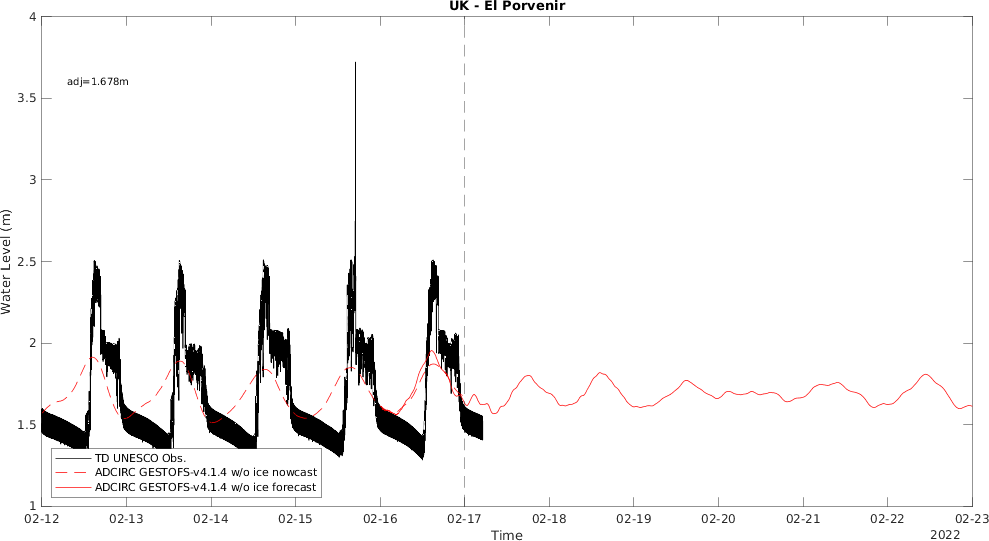 UK - El Porvenir
adj=1.678m
Water Level (m)
4
3.5
3
2.5
2
1.5
1
TD UNESCO Obs.
ADCIRC GESTOFS-v4.1.4 w/o ice nowcast
ADCIRC GESTOFS-v4.1.4 w/o ice forecast
02-12 02-13 02-14 02-15 02-16 02-17 02-18 02-19 02-20 02-21 02-22 02-23
Time
2022